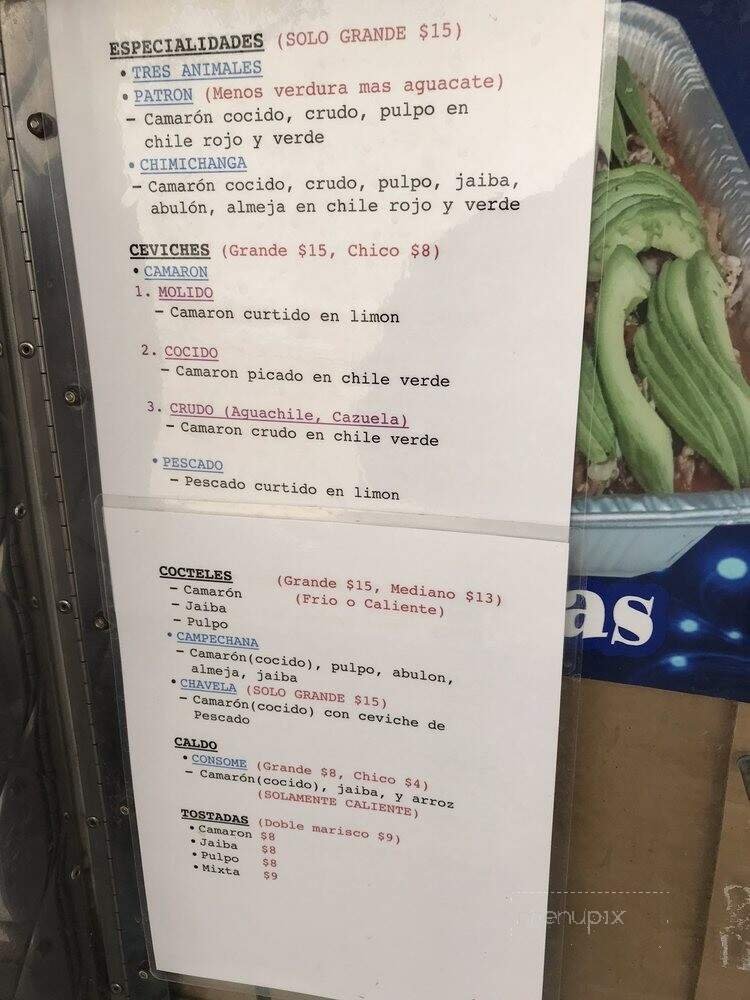 ESPECIALIDADES (SOLO GRANDE $15)
• TRES ANIMALES
• PATRON (Menos verdura mas aguacate)
- Camarón cocido, crudo, pulpo en
chile rojo y verde
• CHIMICHANGA
- Camarón cocido, crudo, pulpo, jaiba,
abulón, almeja en chile rojo y verde
CEVICHES (Grande $15, Chico $8)
• CAMARON
1. MOLIDO
- Camaron curtido en limon
2. COCIDO
- Camaron picado en chile verde
3. CRUDO (Aguachile, Cazuela)
- Camaron crudo en chile verde
• PESCADO
- Pescado curtido en limon
COCTELES (Grande $15, Mediano $13)
- Camarón (Frio o Caliente)
- Jaiba
- Pulpo
• CAMPECHANA
- Camarón(cocido), pulpo, abulon,
almeja, jaiba
• CHAVELA (SOLO GRANDE $15)
- Camarón(cocido) con ceviche de
Pescado
CALDO
• CONSOME (Grande $8, Chico $4)
- Camarón(cocido), jaiba, y arroz
(SOLAMENTE CALIENTE)
TOSTADAS (Doble marisco $9)
• Camaron $8
• Jaiba $8
• Pulpo $8
• Mixta $9
as
menupix